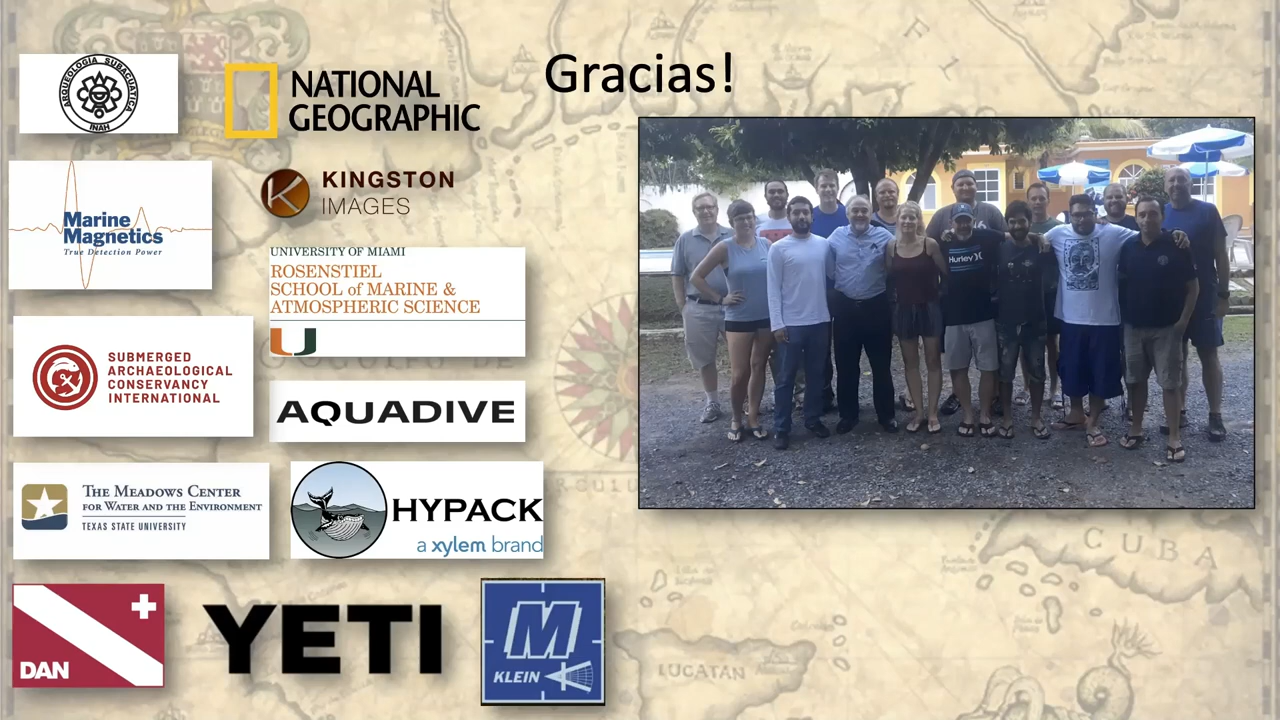 Gracias!
ARQUEOLOGIA SUBACUATICA
INAH
NATIONAL
GEOGRAPHIC
KINGSTON
IMAGES
Marine
Magnetics
True Detection Power
UNIVERSITY OF MIAMI
ROSENSTIEL
SCHOOL of MARINE &
ATMOSPHERIC SCIENCE
U
SUBMERGED
ARCHAEOLOGICAL
CONSERVANCY
INTERNATIONAL
AQUADIVE
THE MEADOWS CENTER
FOR WATER AND THE ENVIRONMENT
TEXAS STATE UNIVERSITY
HYPACK
a xylem brand
DAN
YETI
M
KLEIN
Hurley
CUBA
LUCATAN